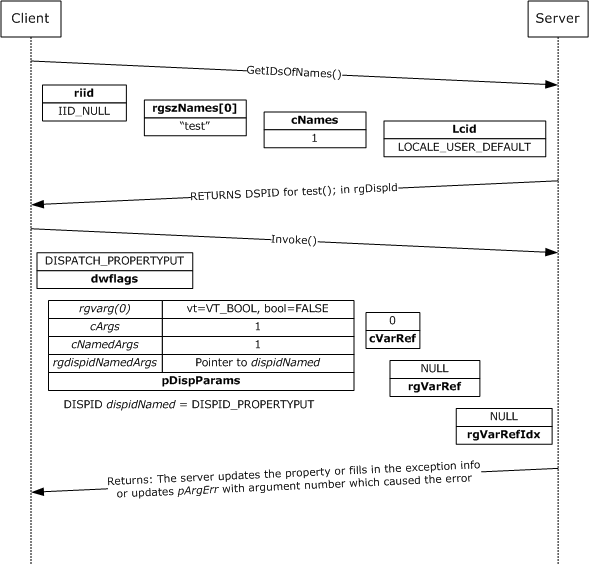 Client
Server
GetIDsOfNames()
riid
IID_NULL
rgszNames[0]
“test”
cNames
1
Lcid
LOCALE_USER_DEFAULT
RETURNS DSPID for test(); in rgDispId
Invoke()
DISPATCH_PROPERTYPUT
dwflags
rgvarg(0) vt=VT_BOOL, bool=FALSE
cArgs 1
cNamedArgs 1
rgdispidNamedArgs Pointer to dispidNamed
pDispParams
0
cVarRef
NULL
rgVarRef
DISPID dispidNamed = DISPID_PROPERTYPUT
NULL
rgVarRefIdx
Returns: The server updates the property or fills in the exception info
or updates pArgErr with argument number which caused the error